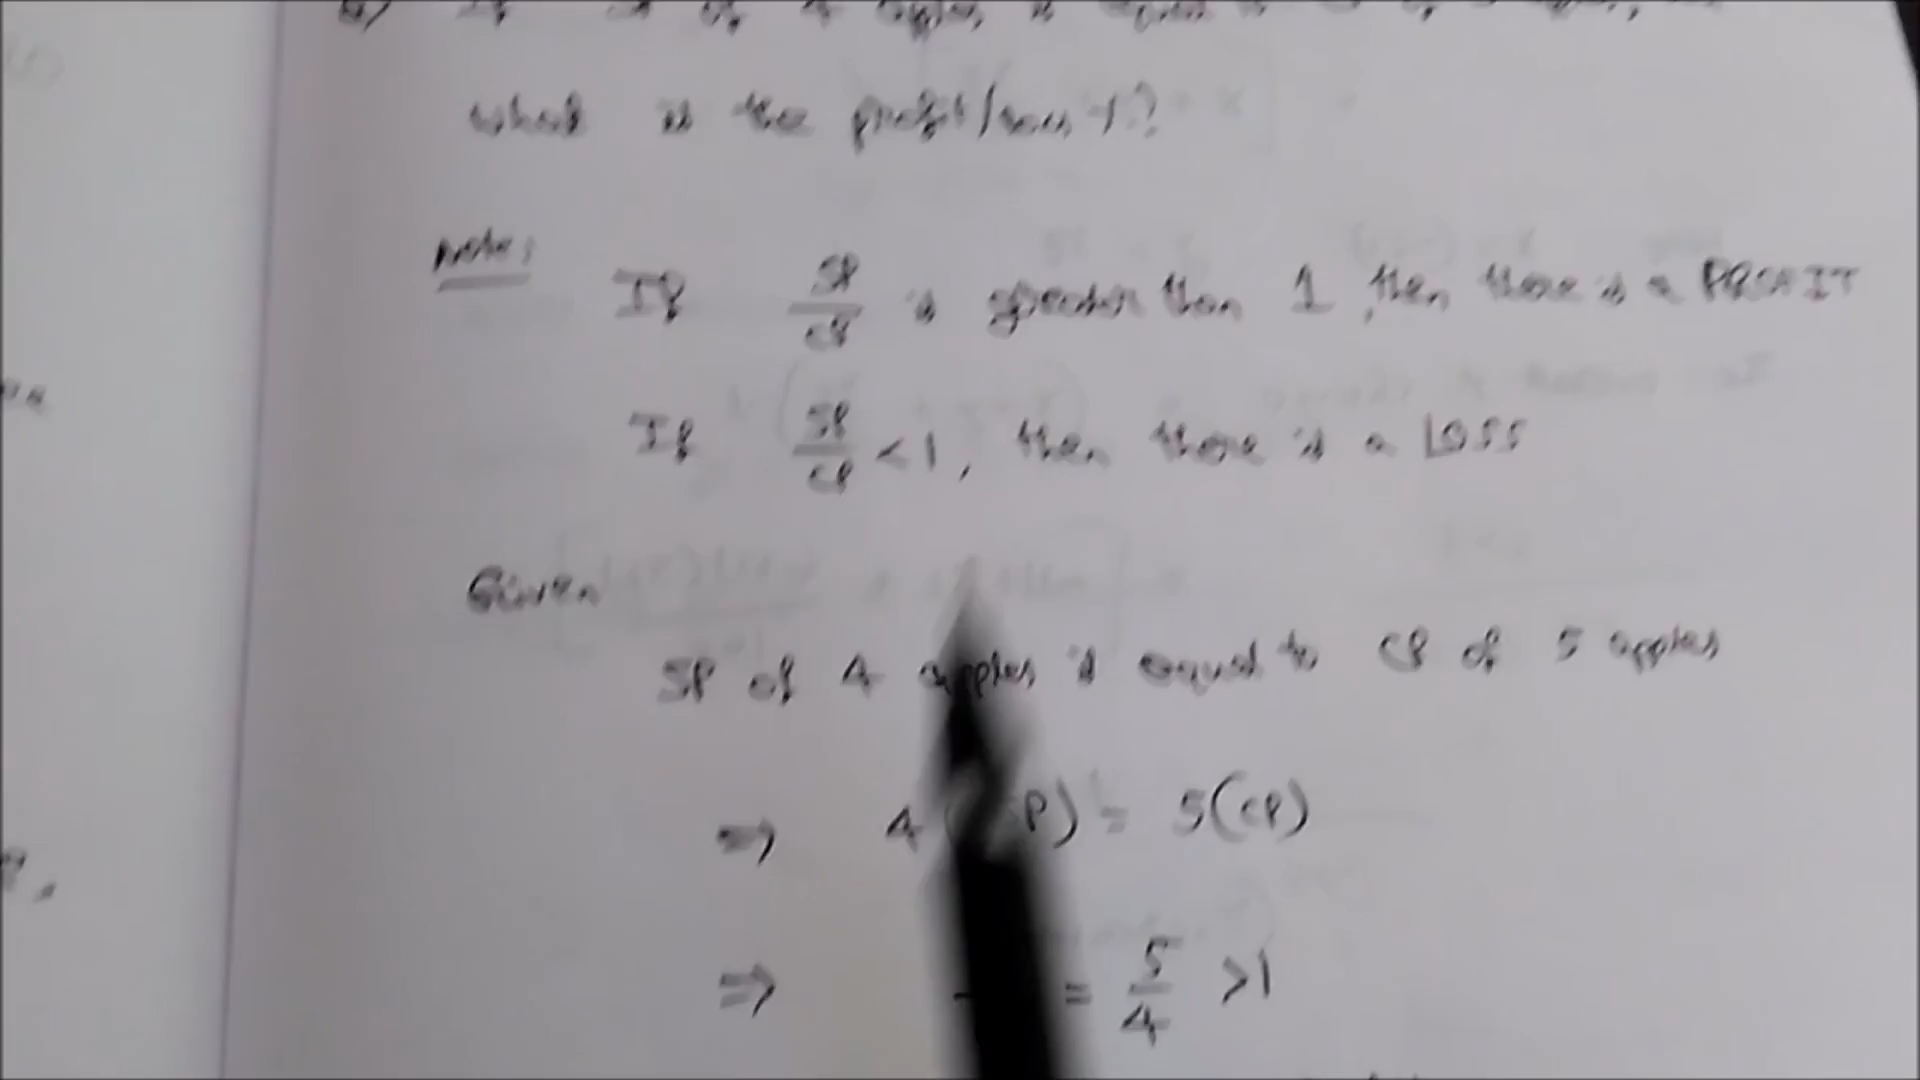 what is the profit/loss %?
Note: If SP/CP is greater than 1, then there is a PROFIT
If SP/CP < 1, then there is a LOSS
Given
SP of 4 apples is equal to CP of 5 apples
=> 4 ( P) = 5(CP)
=> = 5/4 >1